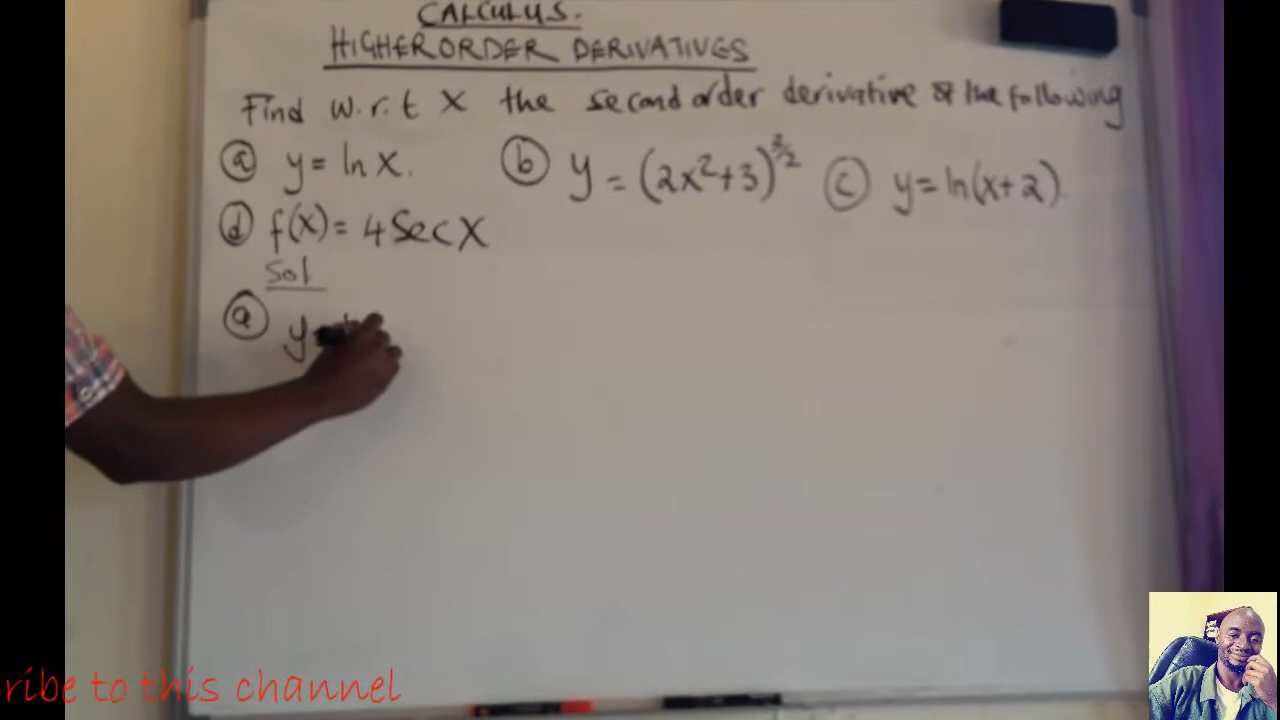 CALCULUS.
HIGHER ORDER DERIVATIVES
Find w.r.t X the second order derivative of the following
(a) y = ln X. (b) y = (2x²+3)^3/2 (c) y = ln(x+2).
(d) f(x) = 4 Sec X
Sol
(a) y =
ribe to this channel